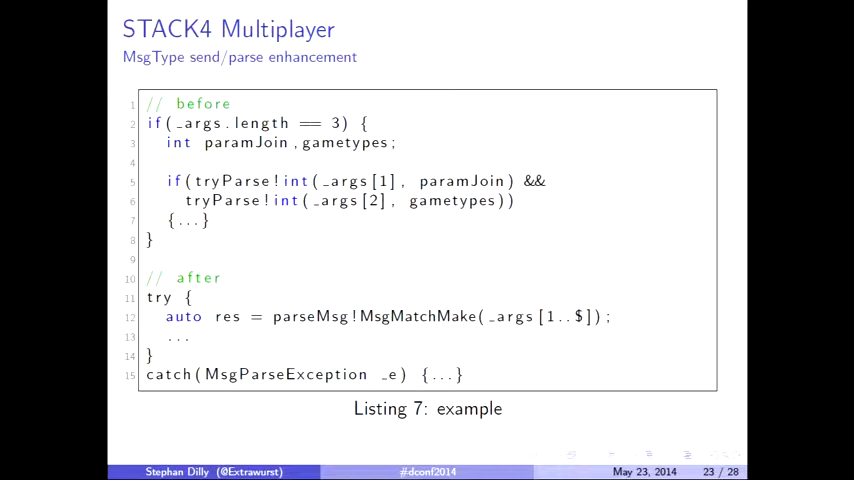 STACK4 Multiplayer
MsgType send/parse enhancement
1 // before
2 if(_args.length == 3) {
3 int paramJoin,gametypes;
4
5 if(tryParse!int(_args[1], paramJoin) &&
6 tryParse!int(_args[2], gametypes))
7 {...}
8 }
9
10 // after
11 try {
12 auto res = parseMsg!MsgMatchMake(_args[1..$]);
13 ...
14 }
15 catch(MsgParseException _e) {...}
Listing 7: example
Stephan Dilly (@Extrawurst) #dconf2014 May 23, 2014 23 / 28